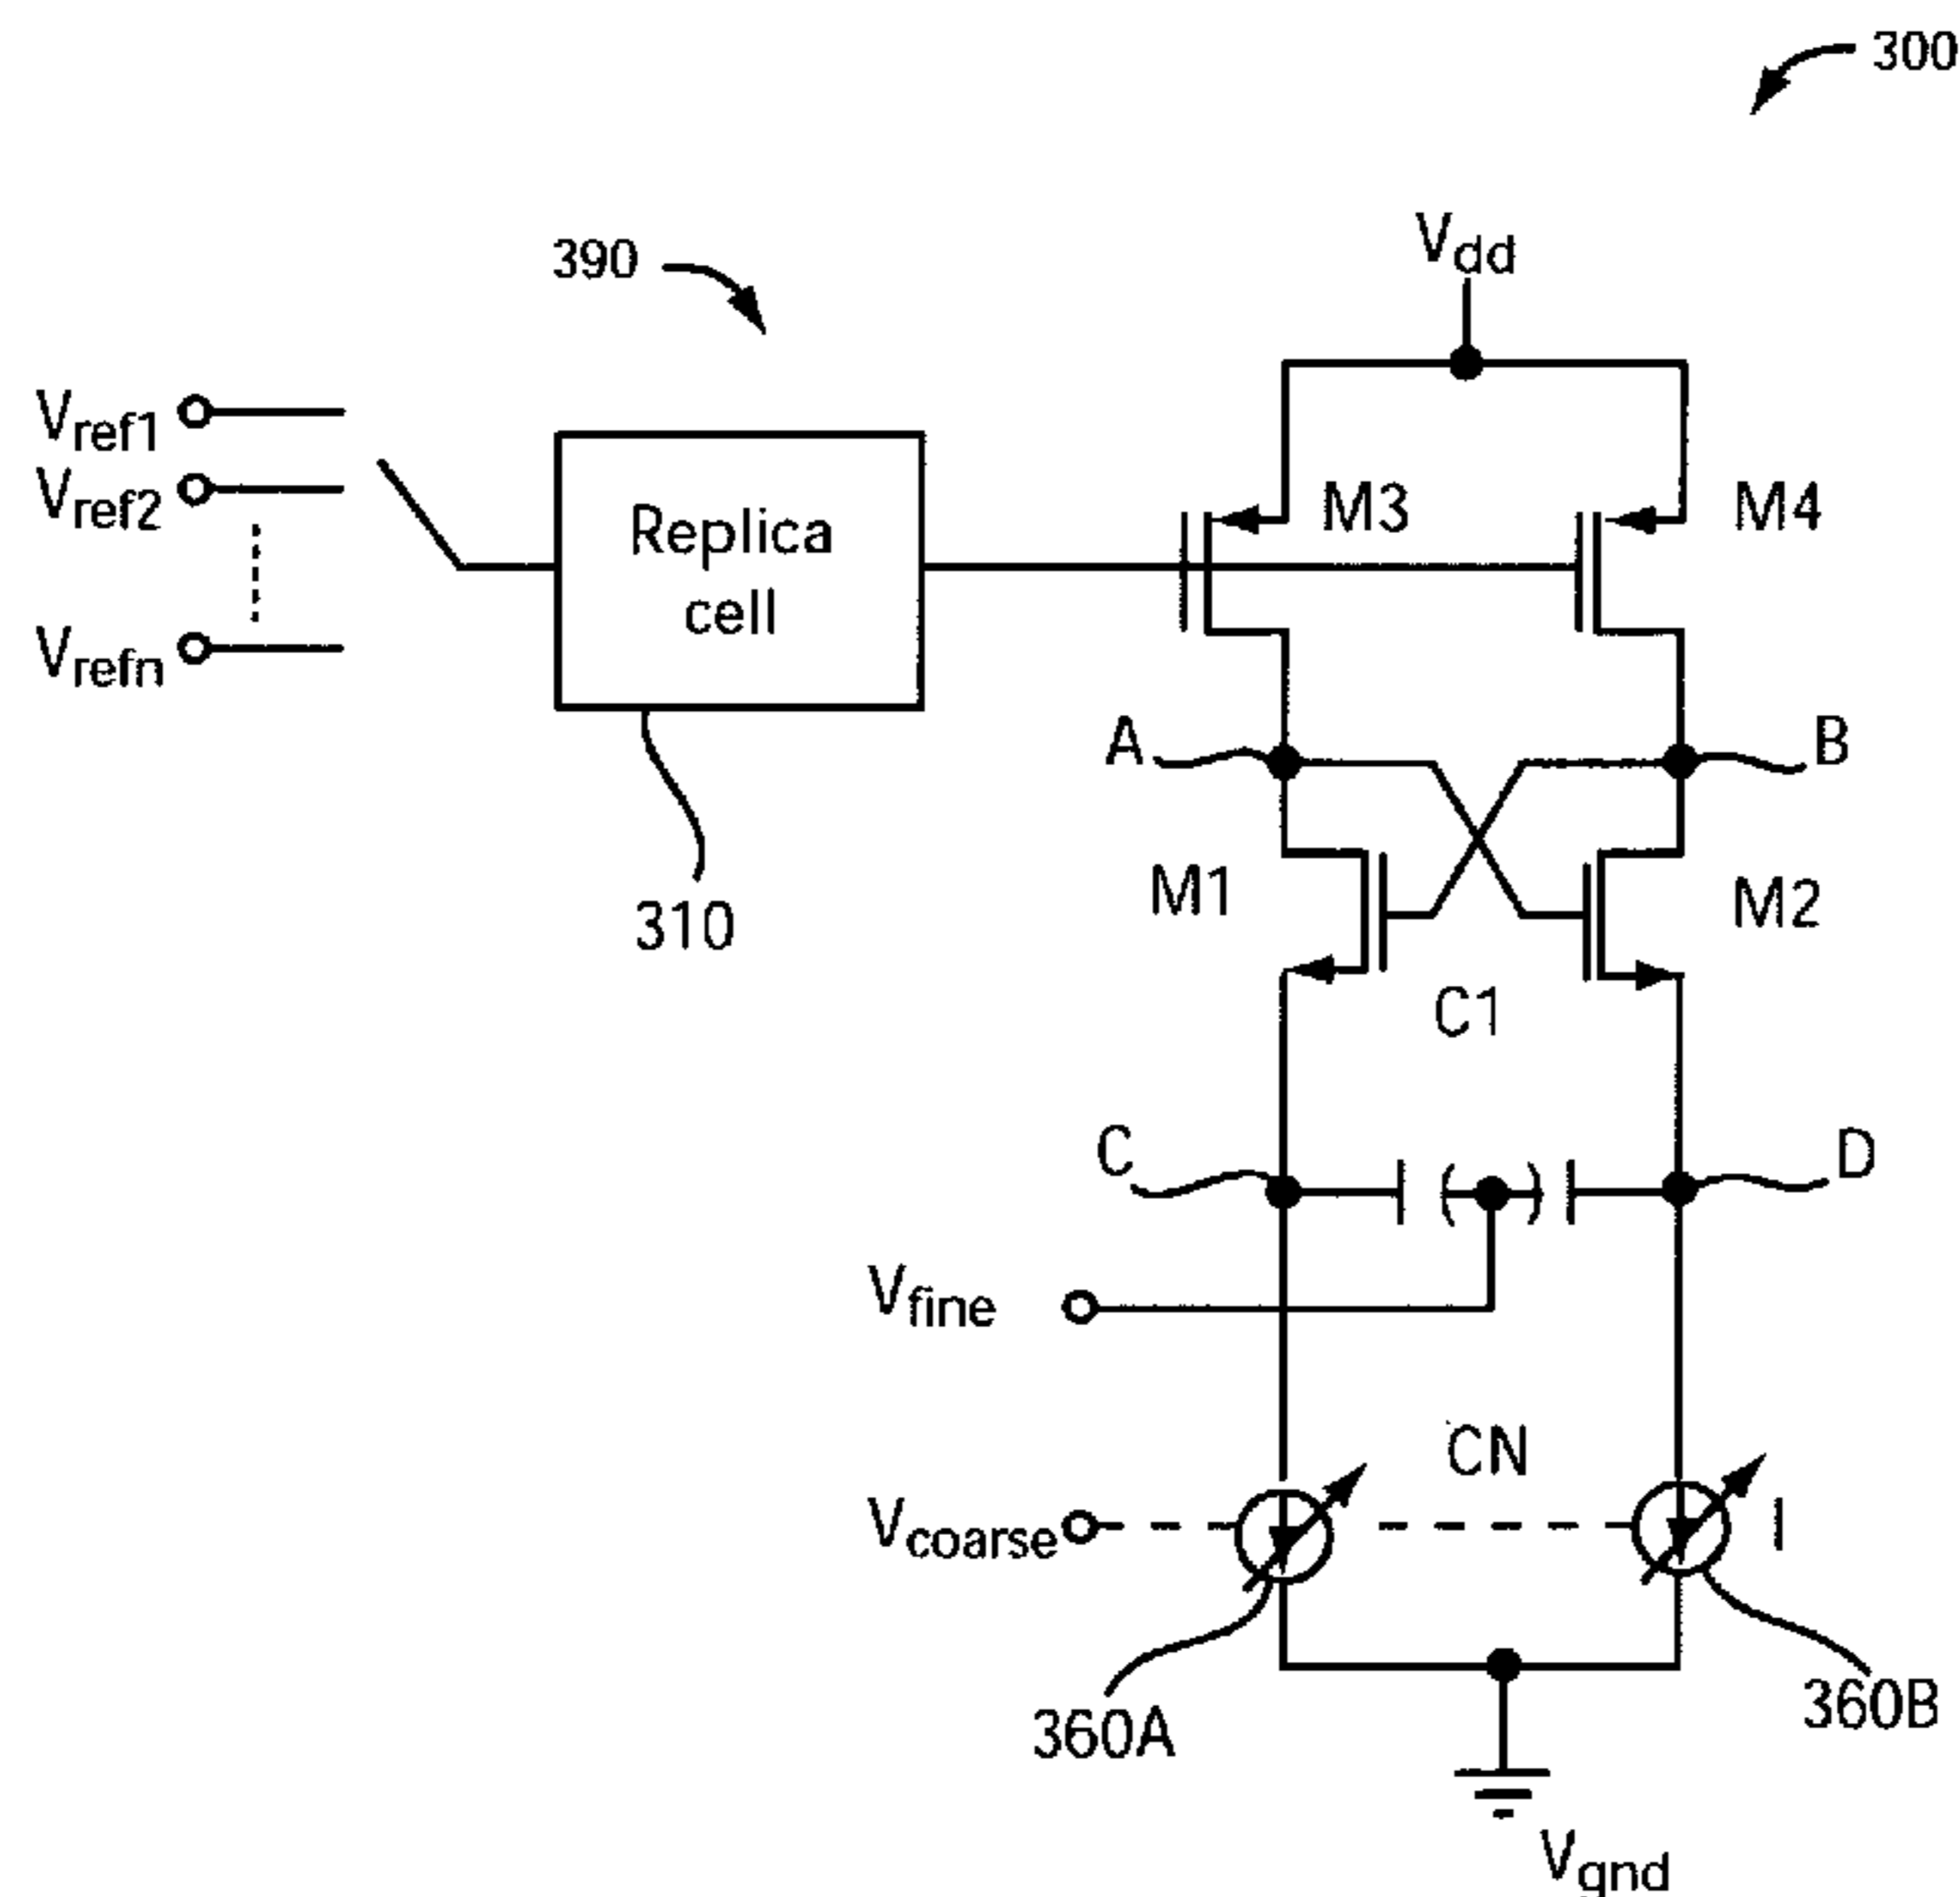 300
390
Vdd
Vref1
Vref2
Vrefn
Replica
cell
M3
M4
310
A
B
M1
M2
C1
C
D
Vfine
CN
Vcoarse
I
360A
360B
Vgnd